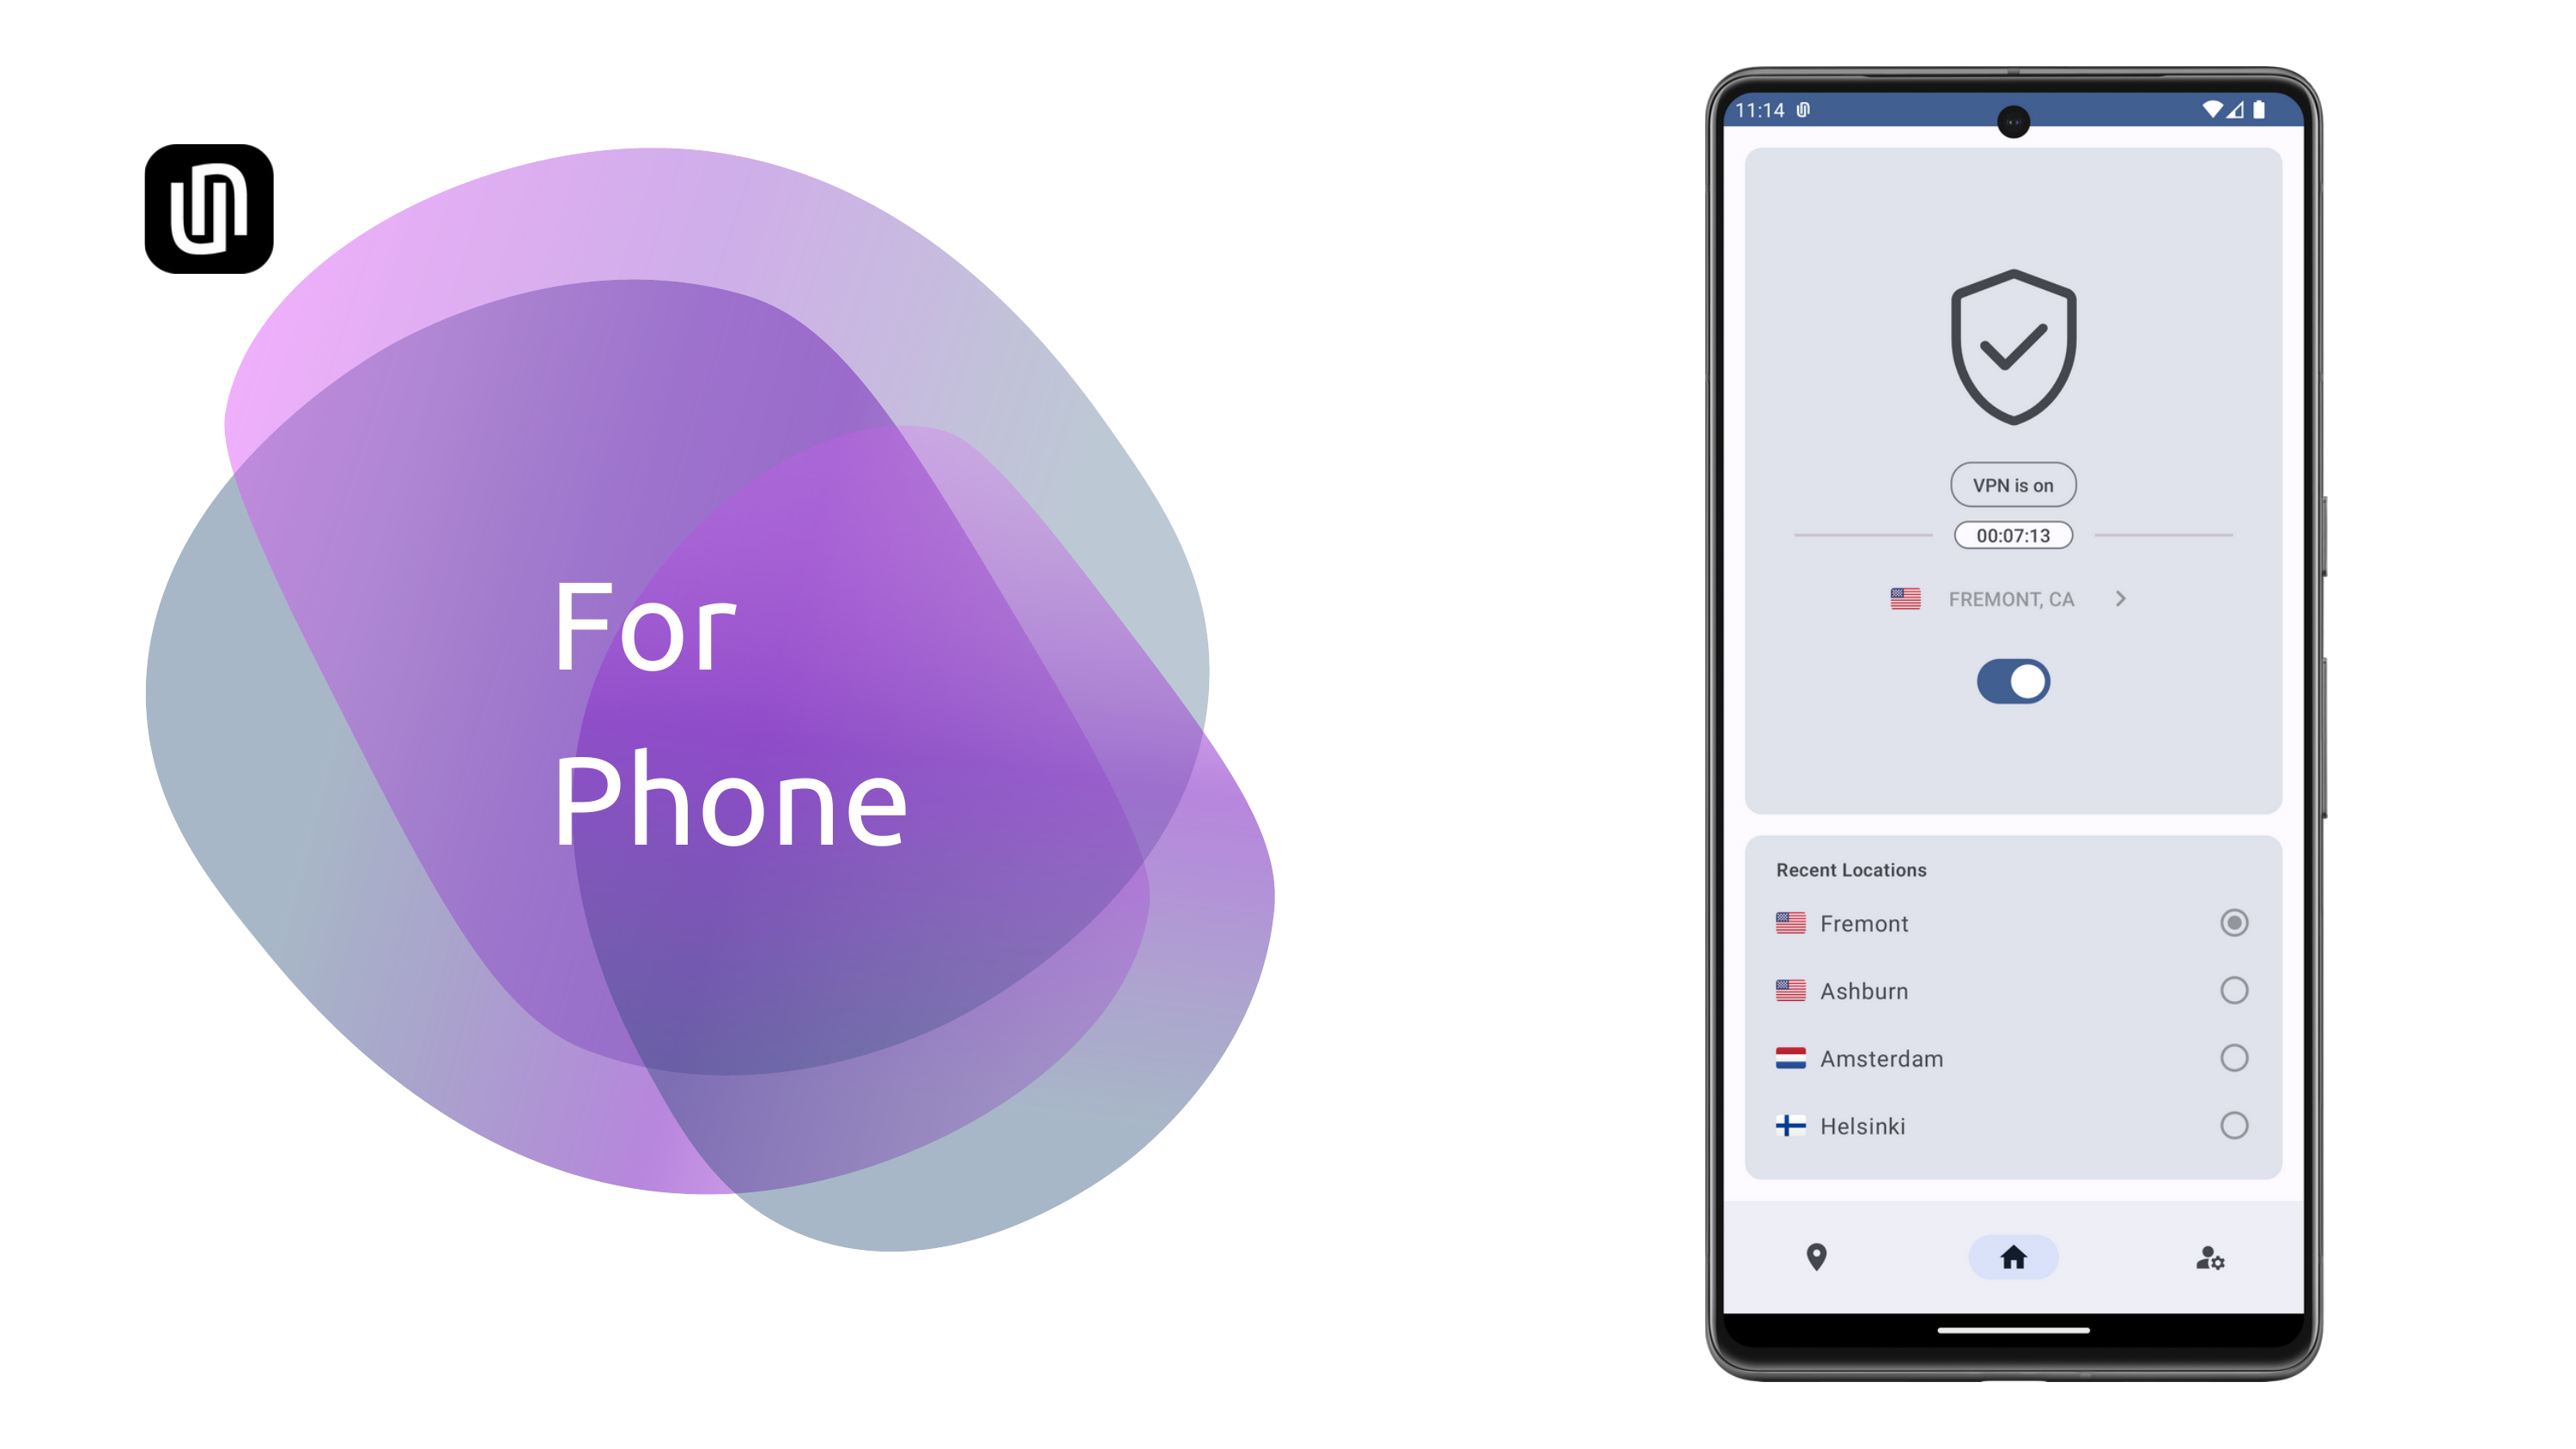 For
Phone
11:14
VPN is on
00:07:13
FREMONT, CA
Recent Locations
Fremont
Ashburn
Amsterdam
Helsinki